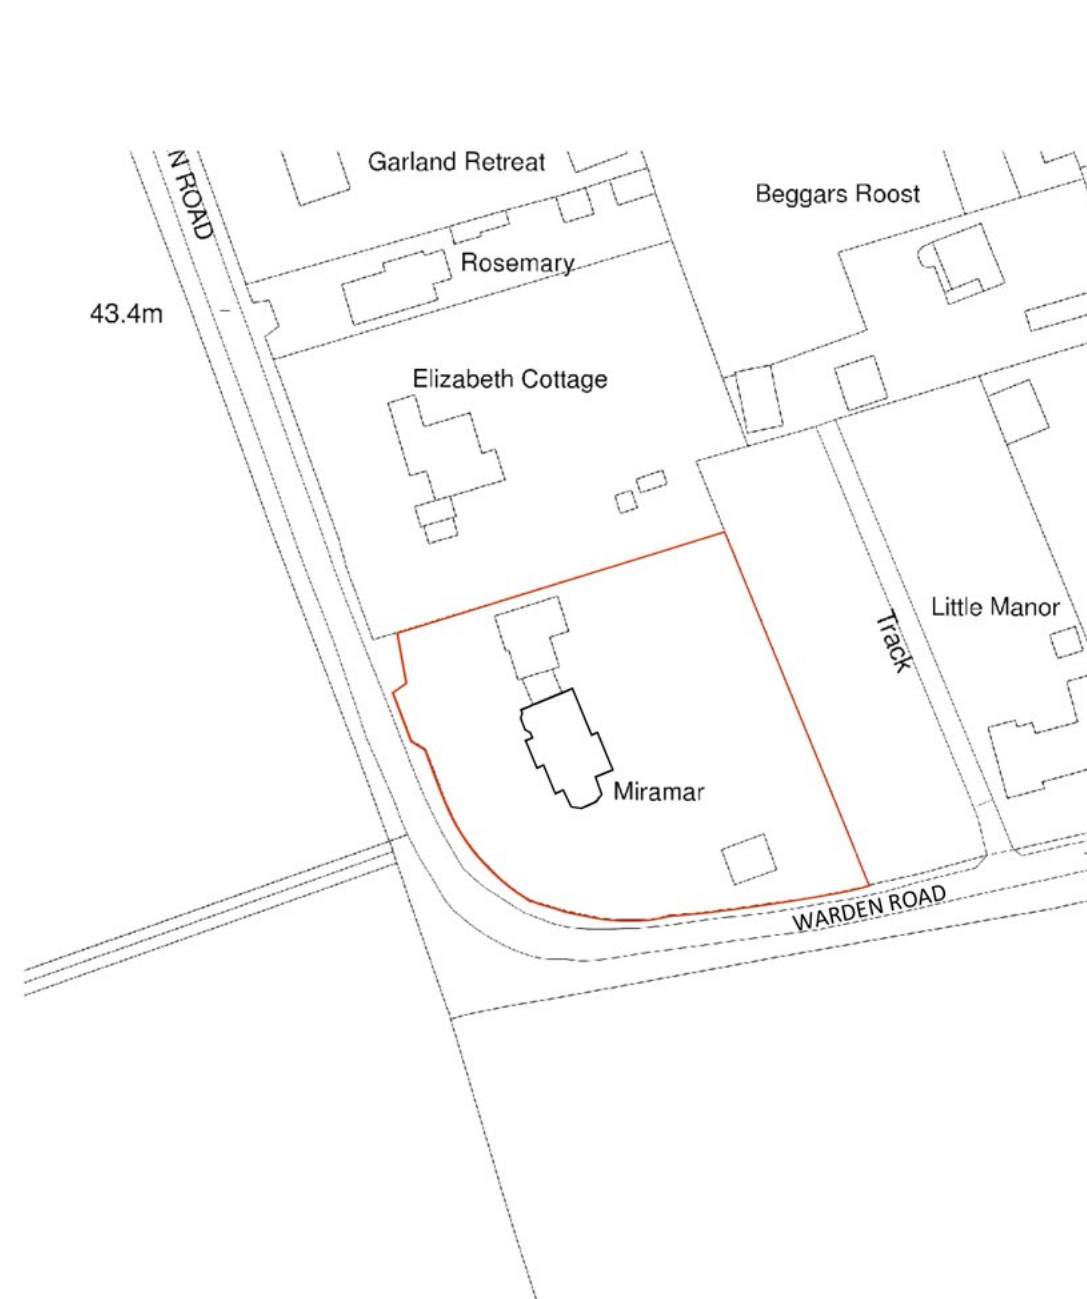 N ROAD
Garland Retreat
Beggars Roost
Rosemary
43.4m
Elizabeth Cottage
Little Manor
Track
Miramar
WARDEN ROAD